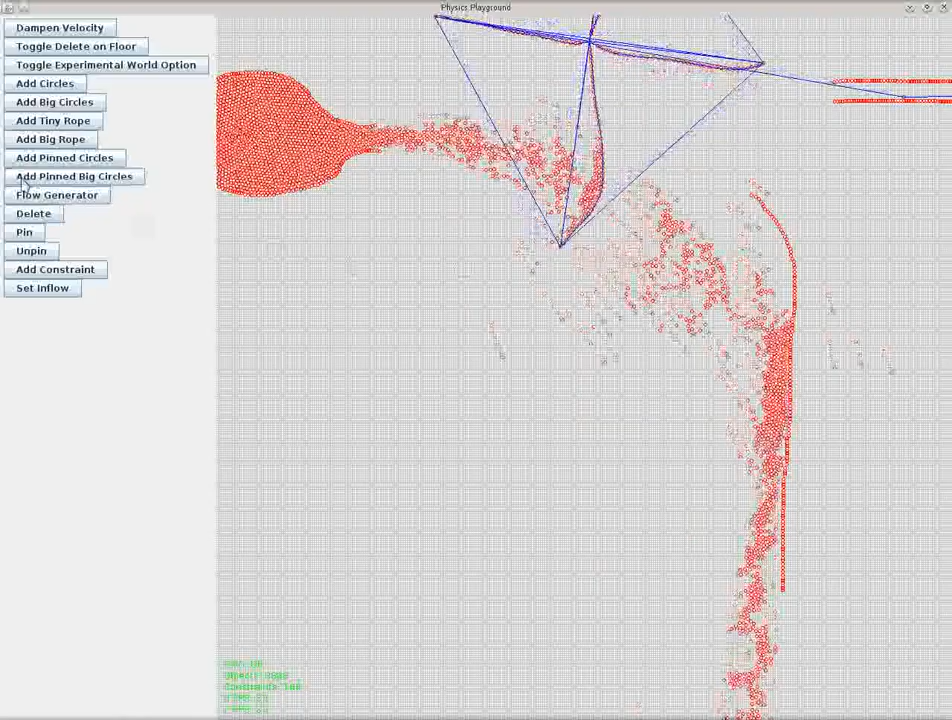 Physics Playground
Dampen Velocity
Toggle Delete on Floor
Toggle Experimental World Option
Add Circles
Add Big Circles
Add Tiny Rope
Add Big Rope
Add Pinned Circles
Add Pinned Big Circles
Flow Generator
Delete
Pin
Unpin
Add Constraint
Set Inflow